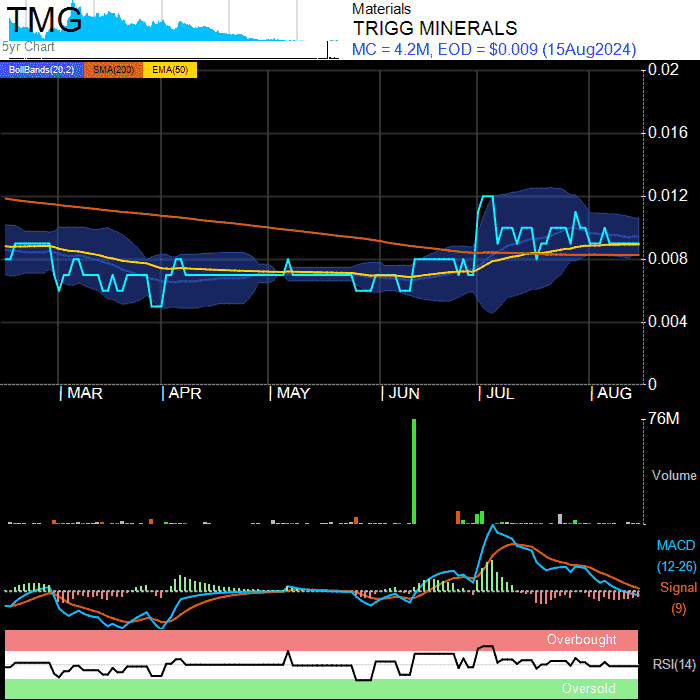 TMG
5yr Chart
Materials
TRIGG MINERALS
MC = 4.2M, EOD = $0.009 (15Aug2024)
BollBands(20,2) SMA(200) EMA(50)
0.02
0.016
0.012
0.008
0.004
0
MAR APR MAY JUN JUL AUG
76M
Volume
MACD
(12-26)
Signal
(9)
Overbought
RSI(14)
Oversold